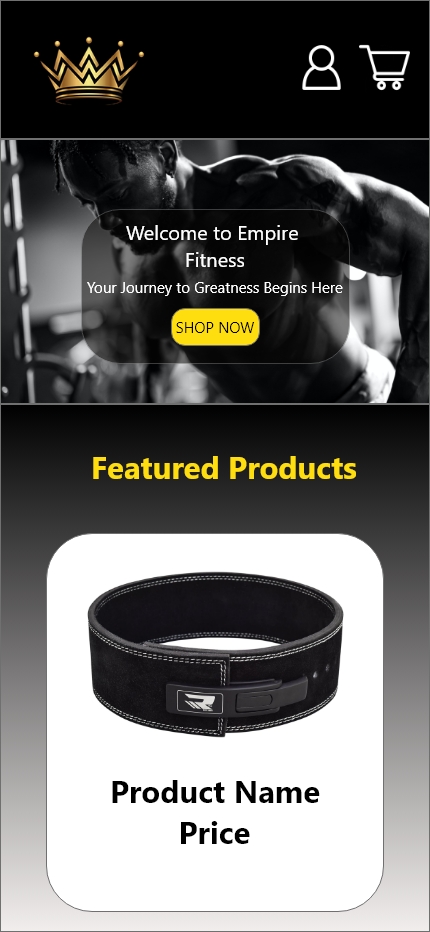 Welcome to Empire
Fitness
Your Journey to Greatness Begins Here
SHOP NOW
Featured Products
R
Product Name
Price